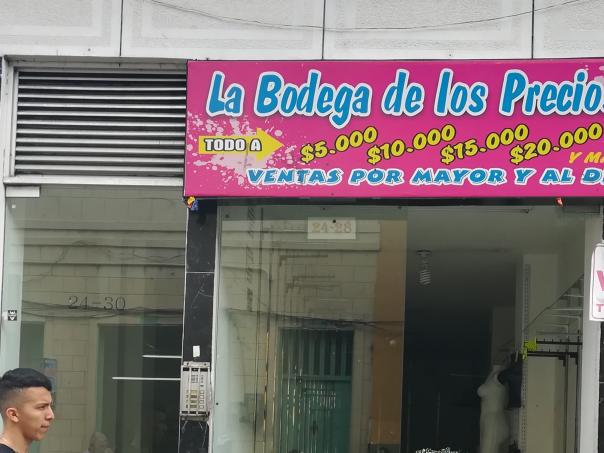 La Bodega de los Precio
TODO A $5.000 $10.000 $15.000 $20.000
Y M
VENTAS POR MAYOR Y AL D
24-28
24-30